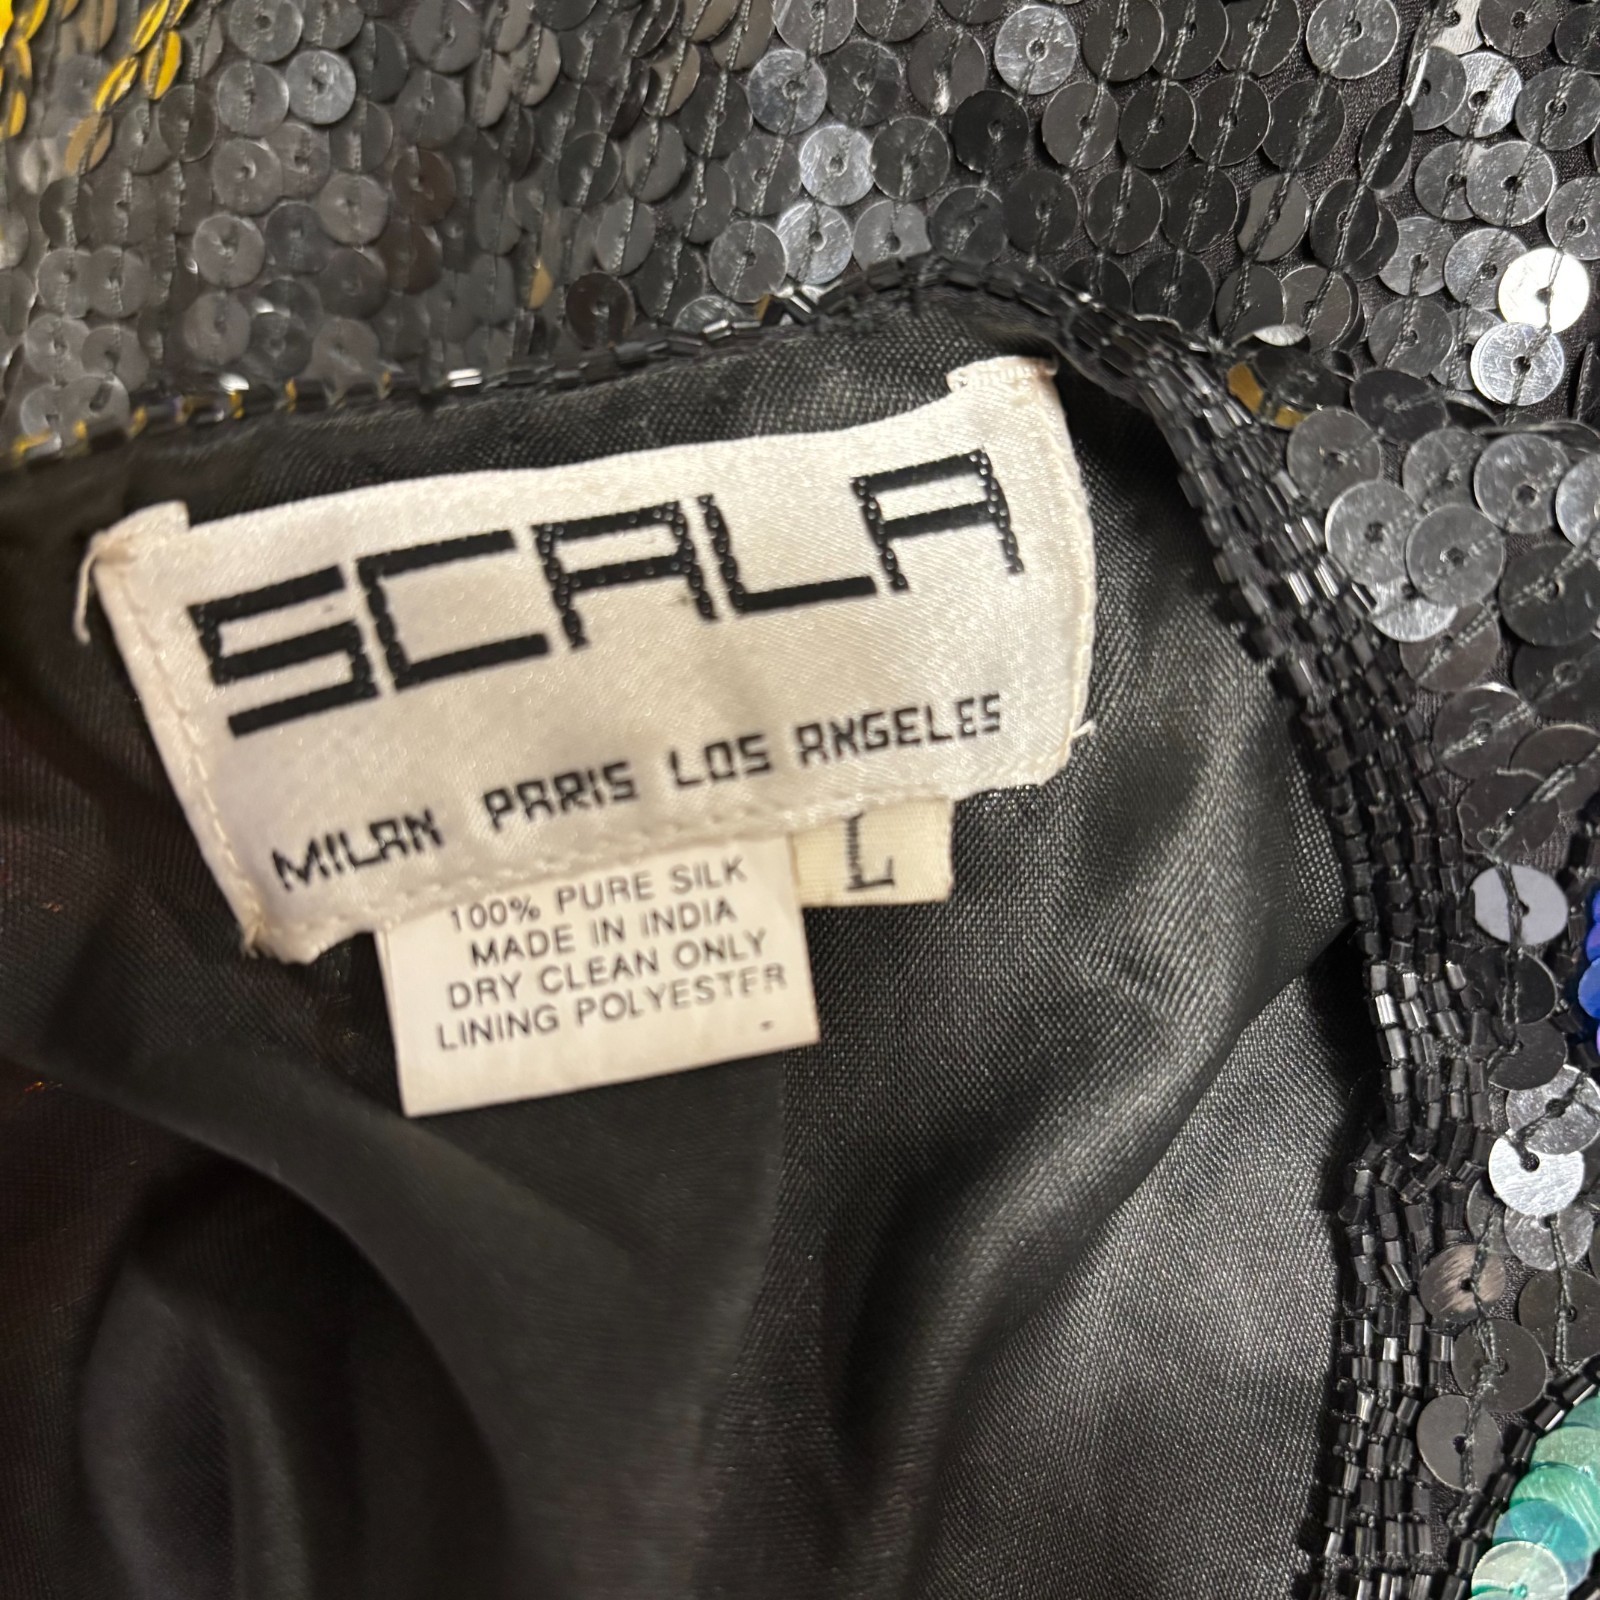 SCALA
MILAN PARIS LOS ANGELES
L
100% PURE SILK
MADE IN INDIA
DRY CLEAN ONLY
LINING POLYESTER